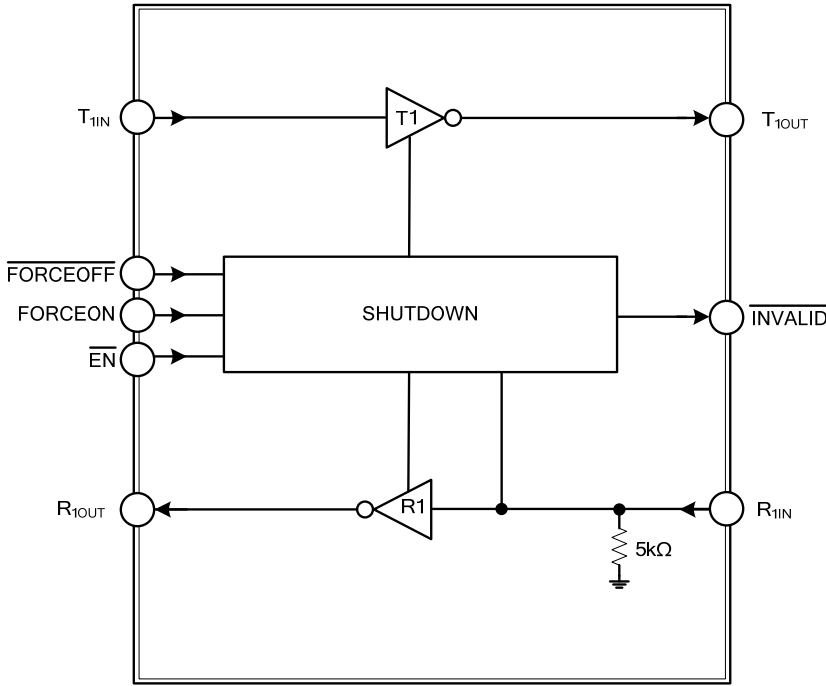 T1IN
T1
T1OUT
FORCEOFF
FORCEON
EN
SHUTDOWN
INVALID
R1OUT
R1
R1IN
5kΩ